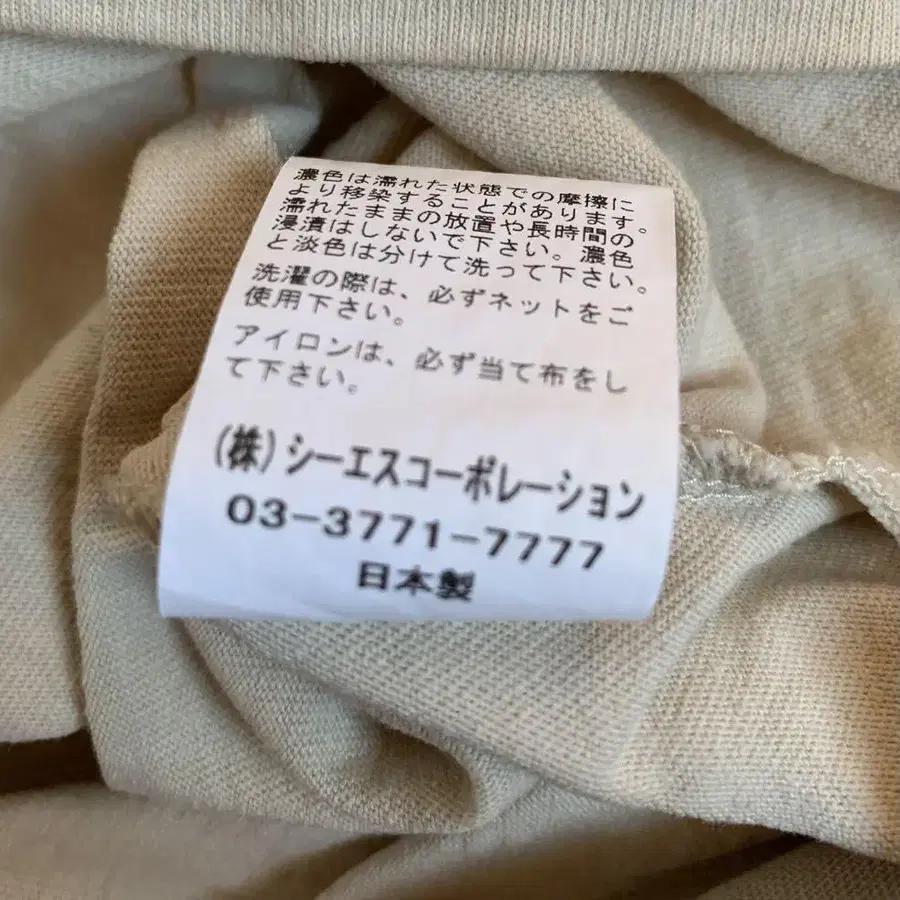 濃色は濡れた状態での摩擦に
より移染することがあります。
濡れたままの放置や長時間の
浸漬はしないで下さい。濃色
と淡色は分けて洗って下さい。
洗濯の際は、必ずネットをご
使用下さい。
アイロンは、必ず当て布をし
て下さい。
(株)シーエスコーポレーション
03-3771-7777
日本製